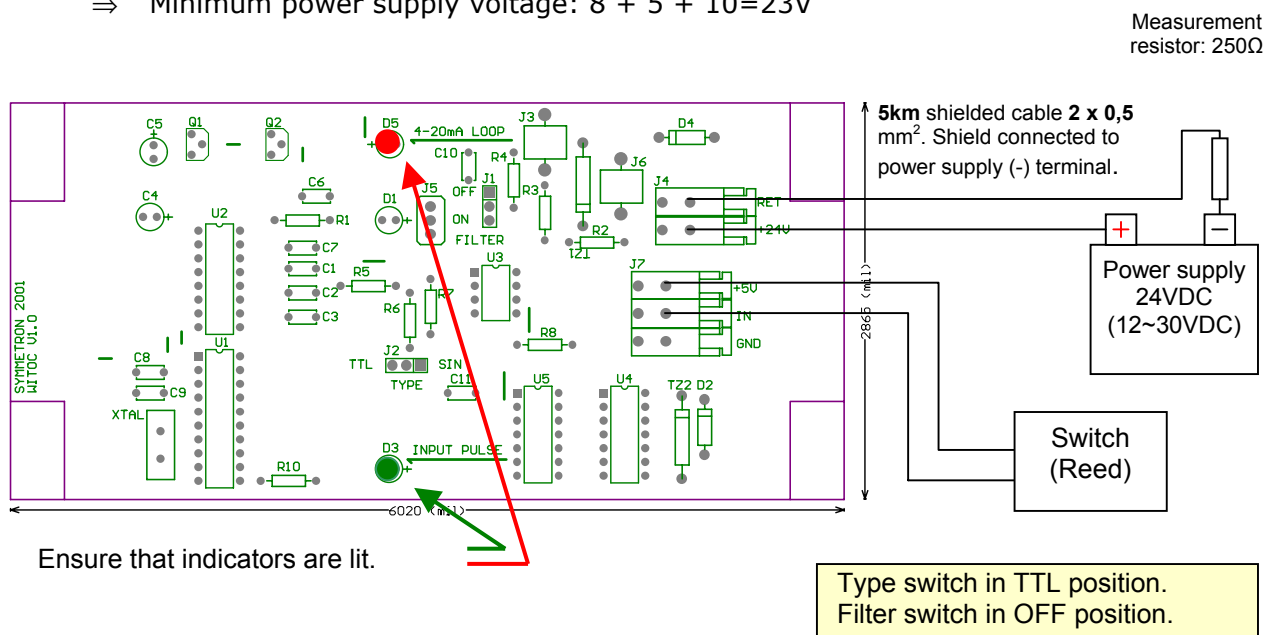 ⇒ Minimum power supply voltage: 8 + 5 + 10=23V
Measurement
resistor: 250Ω
5km shielded cable 2 x 0,5
mm². Shield connected to
power supply (-) terminal.
C5
Q1
Q2
D5
4-20mA LOOP
J3
D4
C10
R4
J6
J1
OFF
ON
FILTER
R3
J4
RET
+24V
C4
C6
D1
J5
U2
R1
R2
TZ1
C7
C1
C2
C3
R5
R6
R7
U3
J7
+5V
IN
GND
R8
SYMMETRON 2001
WITOC V1.0
U1
C8
C9
J2
TTL
SIN
TYPE
C11
U5
U4
TZ2
D2
XTAL
D3
INPUT PULSE
R10
2865 (mil)
6020 (mil)
+
−
Power supply
24VDC
(12~30VDC)
Switch
(Reed)
Ensure that indicators are lit.
Type switch in TTL position.
Filter switch in OFF position.